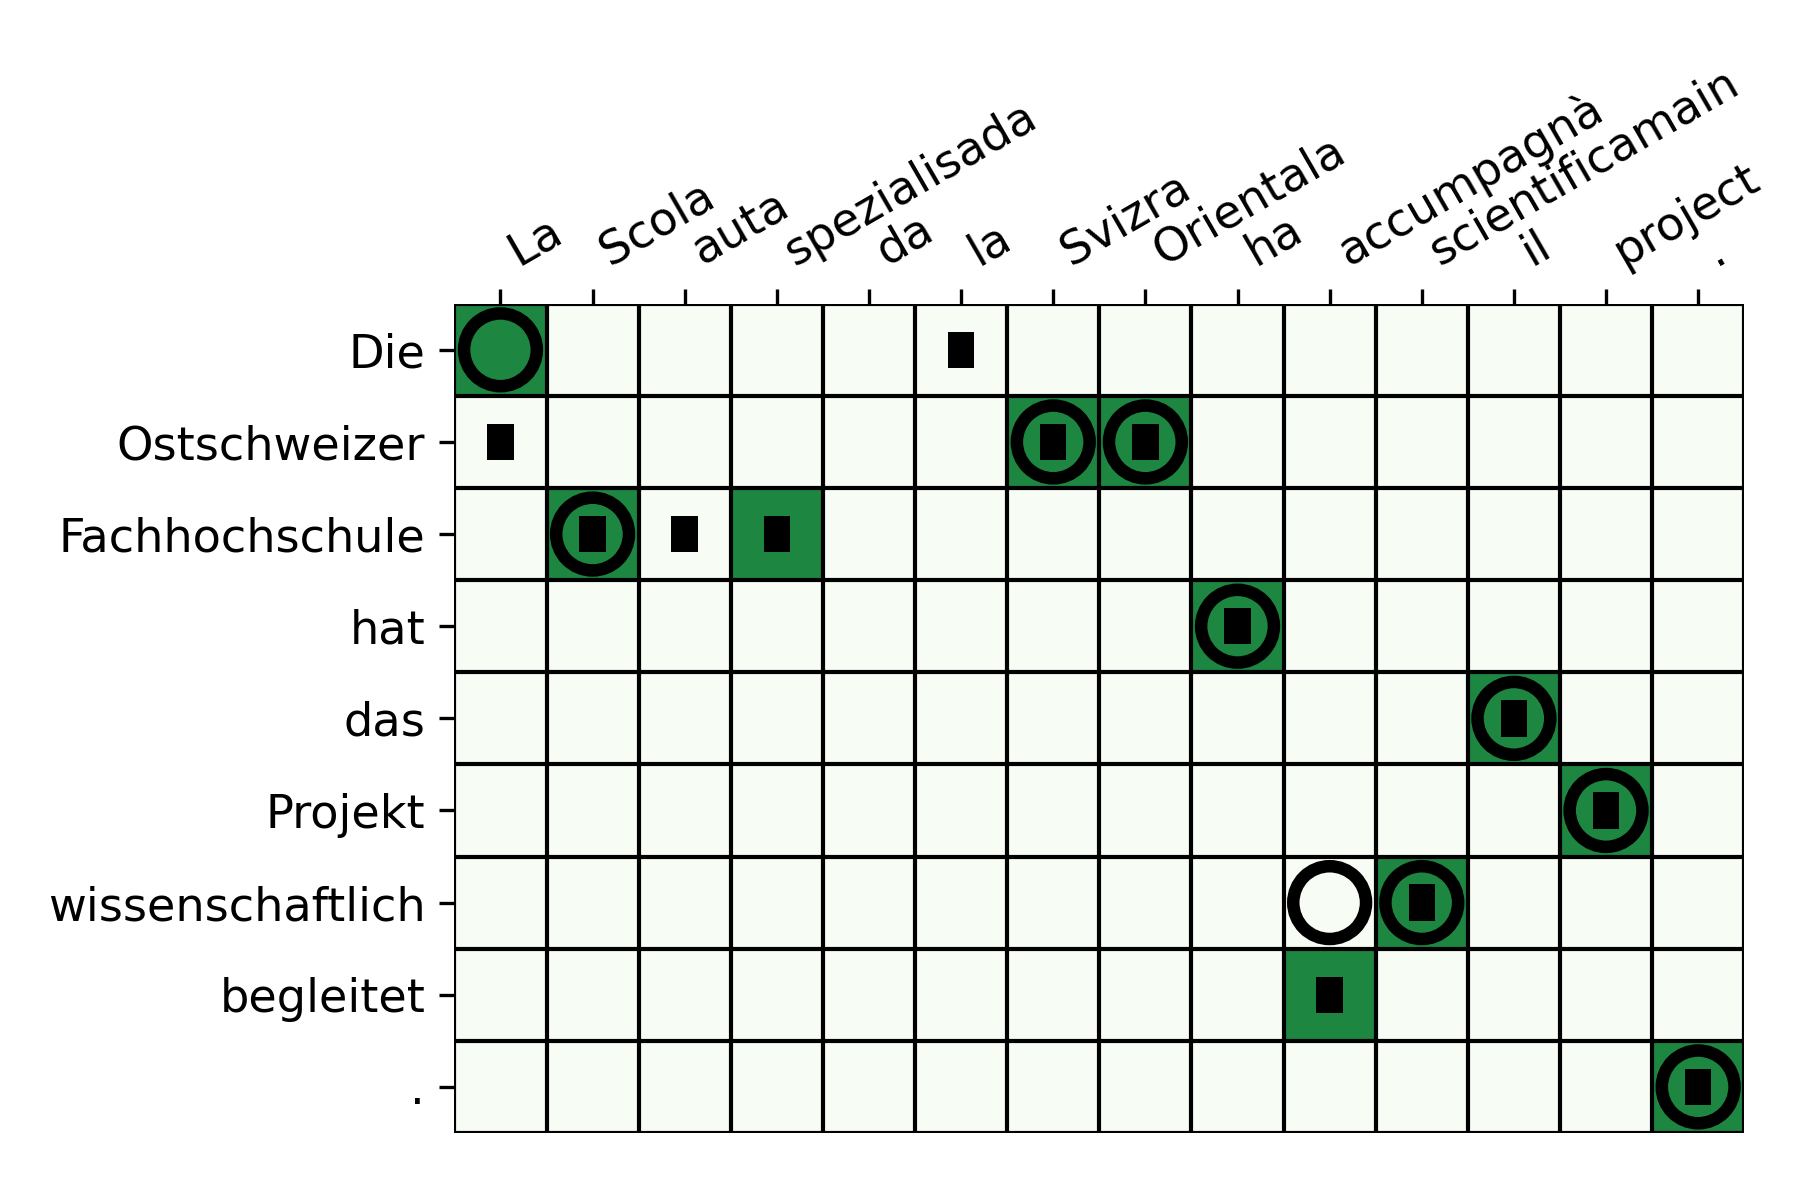 La Scola auta spezialisada da la Svizra Orientala ha accumpagnà scientificamain il project .
Die
Ostschweizer
Fachhochschule
hat
das
Projekt
wissenschaftlich
begleitet
.